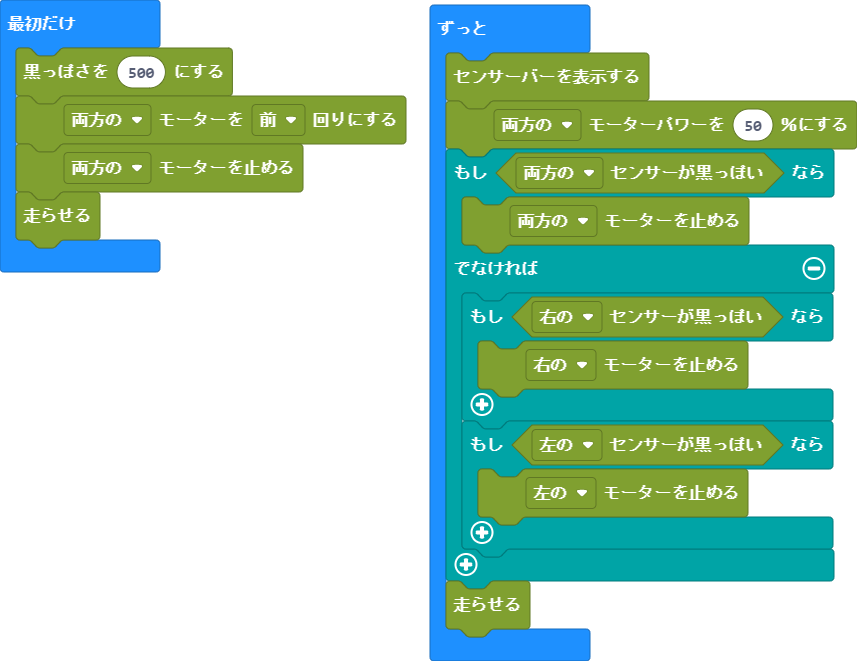 最初だけ
黒っぽさを 500 にする
両方の モーターを 前 回りにする
両方の モーターを止める
走らせる
ずっと
センサーバーを表示する
両方の モーターパワーを 50 %にする
もし 両方の センサーが黒っぽい なら
両方の モーターを止める
でなければ
もし 右の センサーが黒っぽい なら
右の モーターを止める
もし 左の センサーが黒っぽい なら
左の モーターを止める
走らせる